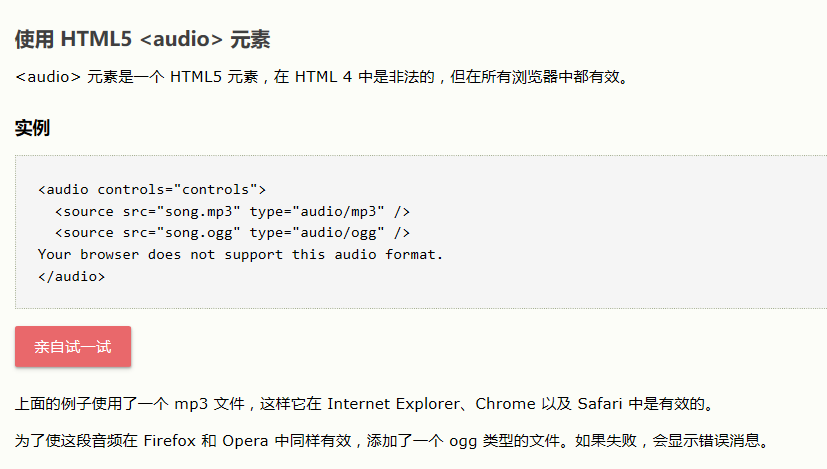 使用 HTML5 <audio> 元素
<audio> 元素是一个 HTML5 元素，在 HTML 4 中是非法的，但在所有浏览器中都有效。
实例
<audio controls="controls">
  <source src="song.mp3" type="audio/mp3" />
  <source src="song.ogg" type="audio/ogg" />
Your browser does not support this audio format.
</audio>
亲自试一试
上面的例子使用了一个 mp3 文件，这样它在 Internet Explorer、Chrome 以及 Safari 中是有效的。
为了使这段音频在 Firefox 和 Opera 中同样有效，添加了一个 ogg 类型的文件。如果失败，会显示错误消息。